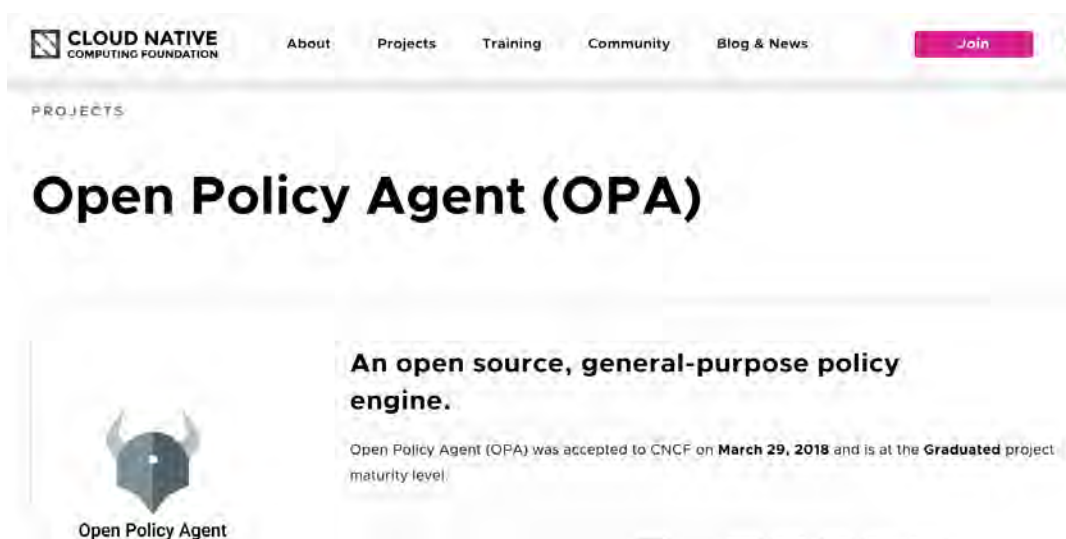 CLOUD NATIVE
COMPUTING FOUNDATION
About Projects Training Community Blog & News Join
PROJECTS
Open Policy Agent (OPA)
An open source, general-purpose policy
engine.
Open Policy Agent (OPA) was accepted to CNCF on March 29, 2018 and is at the Graduated project
maturity level.
Open Policy Agent